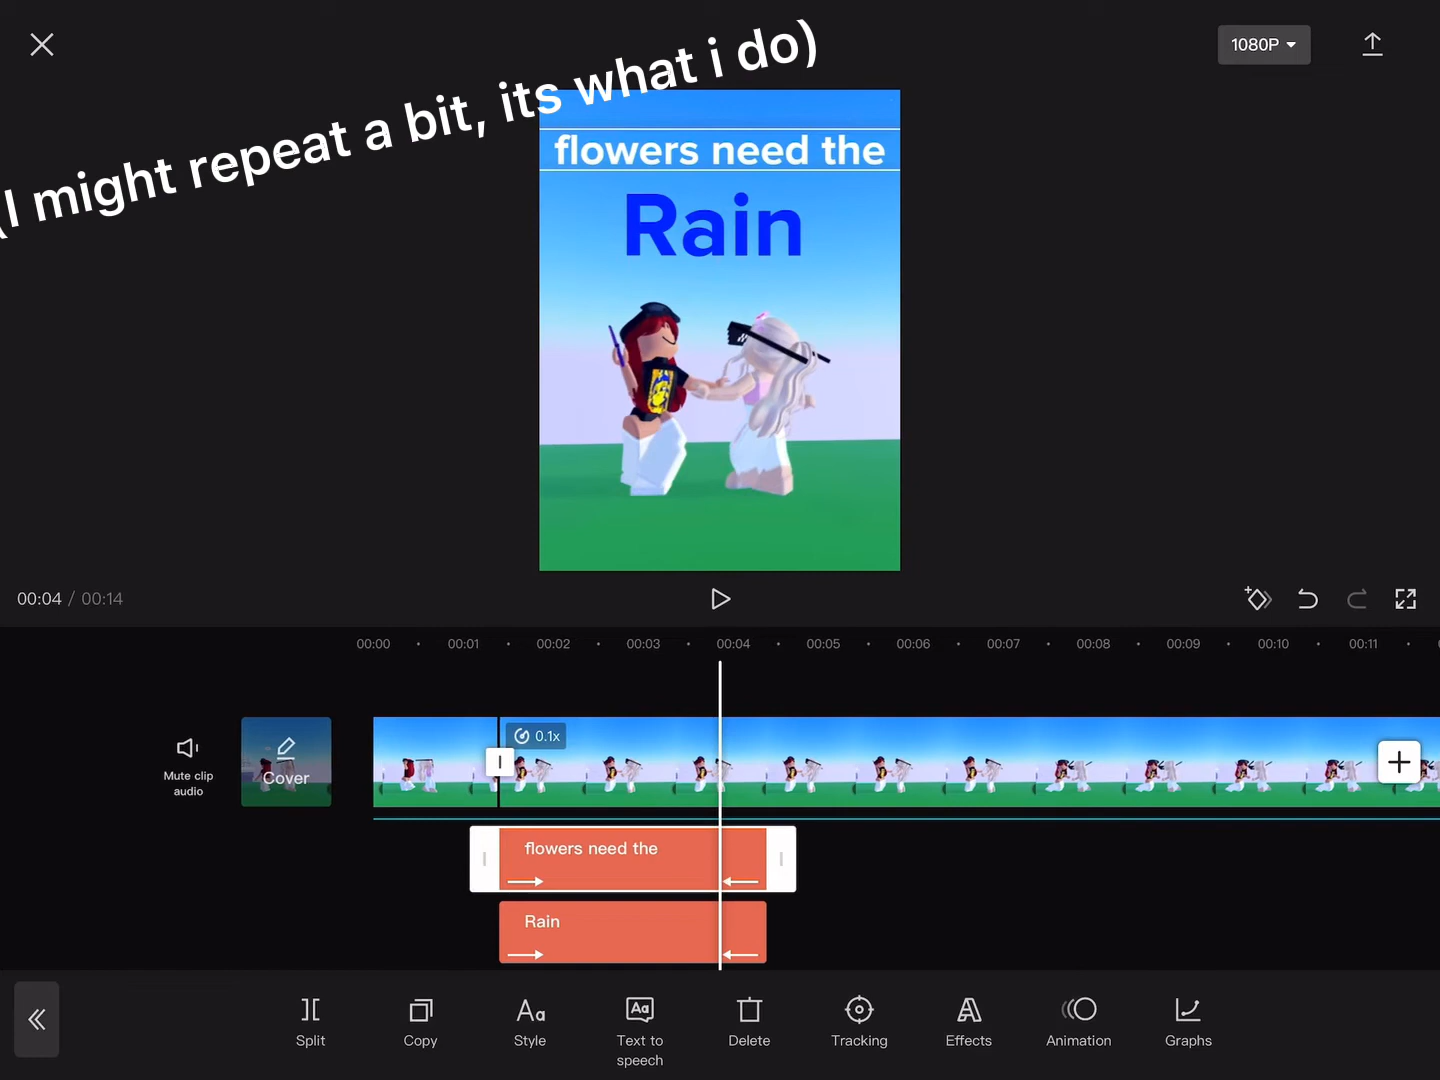 (I might repeat a bit, its what i do)
1080P
flowers need the
Rain
00:04 / 00:14
00:00
00:01
00:02
00:03
00:04
00:05
00:06
00:07
00:08
00:09
00:10
00:11
Mute clip
audio
Cover
0.1x
flowers need the
Rain
Split
Copy
Style
Text to
speech
Delete
Tracking
Effects
Animation
Graphs